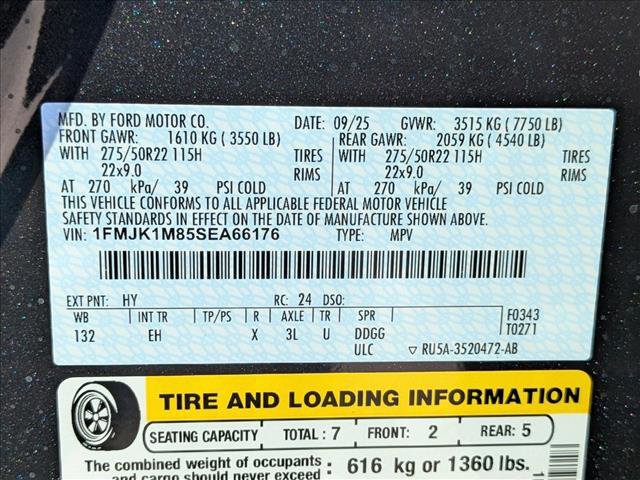 MFD. BY FORD MOTOR CO. DATE: 09/25 GVWR: 3515 KG ( 7750 LB)
FRONT GAWR: 1610 KG ( 3550 LB) REAR GAWR: 2059 KG ( 4540 LB)
WITH 275/50R22 115H TIRES WITH 275/50R22 115H TIRES
22x9.0 RIMS 22x9.0 RIMS
AT 270 kPa/ 39 PSI COLD AT 270 kPa/ 39 PSI COLD
THIS VEHICLE CONFORMS TO ALL APPLICABLE FEDERAL MOTOR VEHICLE
SAFETY STANDARDS IN EFFECT ON THE DATE OF MANUFACTURE SHOWN ABOVE.
VIN: 1FMJK1M85SEA66176 TYPE: MPV
EXT PNT: HY RC: 24 DSO:
WB INT TR TP/PS R AXLE TR SPR F0343
132 EH X 3L U DDGG T0271
ULC ▽ RU5A-3520472-AB
TIRE AND LOADING INFORMATION
SEATING CAPACITY TOTAL : 7 FRONT: 2 REAR: 5
The combined weight of occupants
and cargo should never exceed : 616 kg or 1360 lbs.